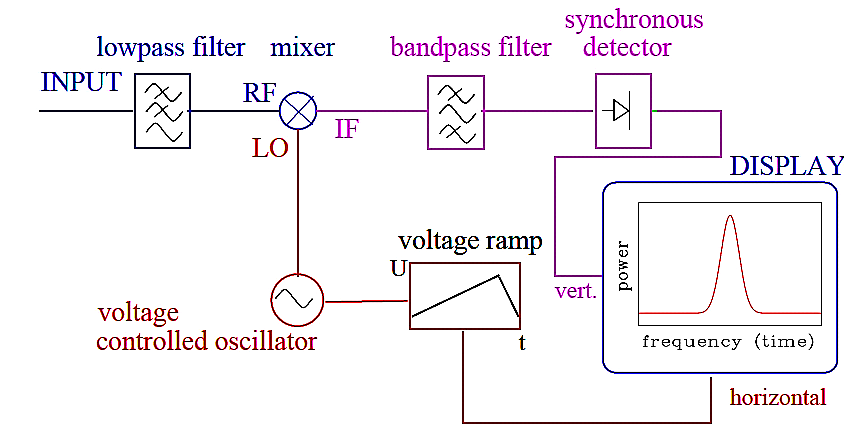 synchronous
lowpass filter
mixer
bandpass filter
detector
INPUT
RF
IF
LO
DISPLAY
voltage ramp
U
power
vert.
voltage
controlled oscillator
t
frequency (time)
horizontal